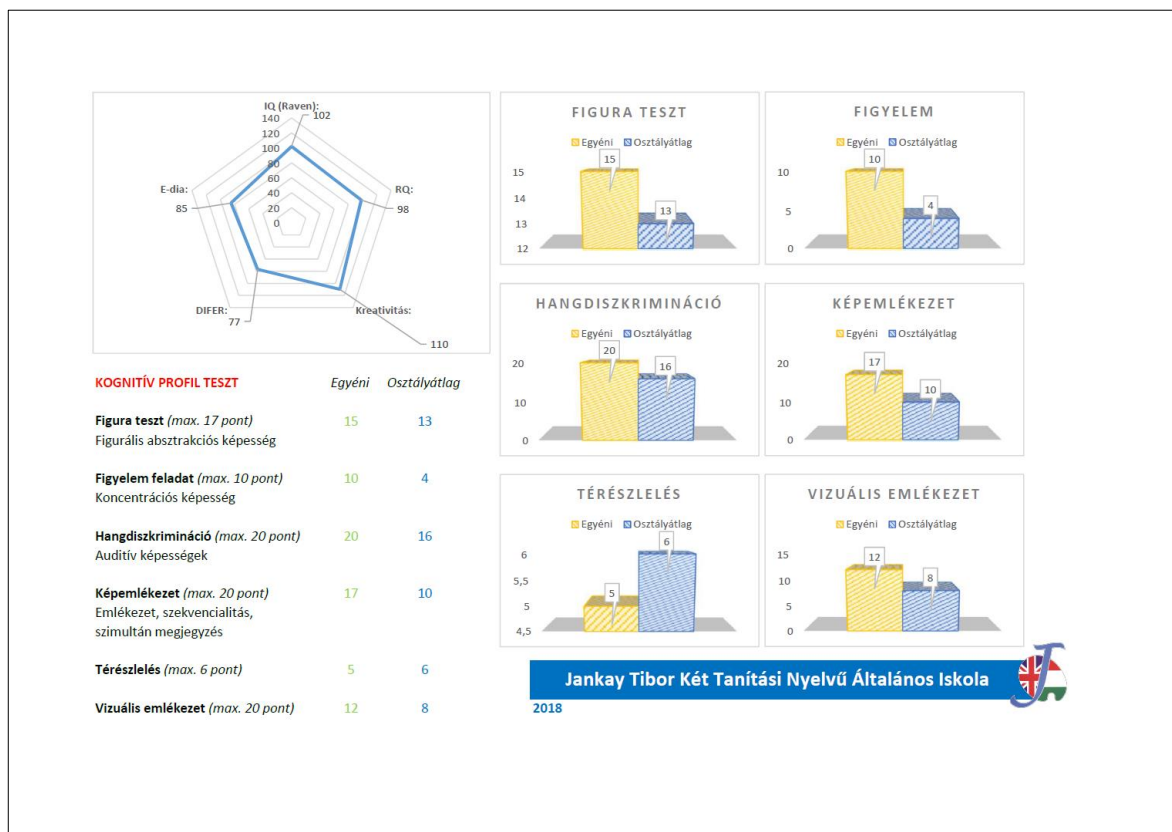 IQ (Raven):
102
140
120
100
80
60
40
20
0
RQ:
98
Kreativitás:
110
DIFER:
77
E-dia:
85
KOGNITÍV PROFIL TESZT Egyéni Osztályátlag
Figura teszt (max. 17 pont) 15 13
Figurális absztrakciós képesség
Figyelem feladat (max. 10 pont) 10 4
Koncentrációs képesség
Hangdiszkrimináció (max. 20 pont) 20 16
Auditív képességek
Képemlékezet (max. 20 pont) 17 10
Emlékezet, szekvencialitás,
szimultán megjegyzés
Térészlelés (max. 6 pont) 5 6
Vizuális emlékezet (max. 20 pont) 12 8
FIGURA TESZT
Egyéni Osztályátlag
15
13
15
14
13
12
FIGYELEM
Egyéni Osztályátlag
10
4
10
5
0
HANGDISZKRIMINÁCIÓ
Egyéni Osztályátlag
20
16
20
10
0
KÉPEMLÉKEZET
Egyéni Osztályátlag
17
10
20
10
0
TÉRÉSZLELÉS
Egyéni Osztályátlag
6
5
6
5,5
5
4,5
VIZUÁLIS EMLÉKEZET
Egyéni Osztályátlag
12
8
15
10
5
0
Jankay Tibor Két Tanítási Nyelvű Általános Iskola
J
2018